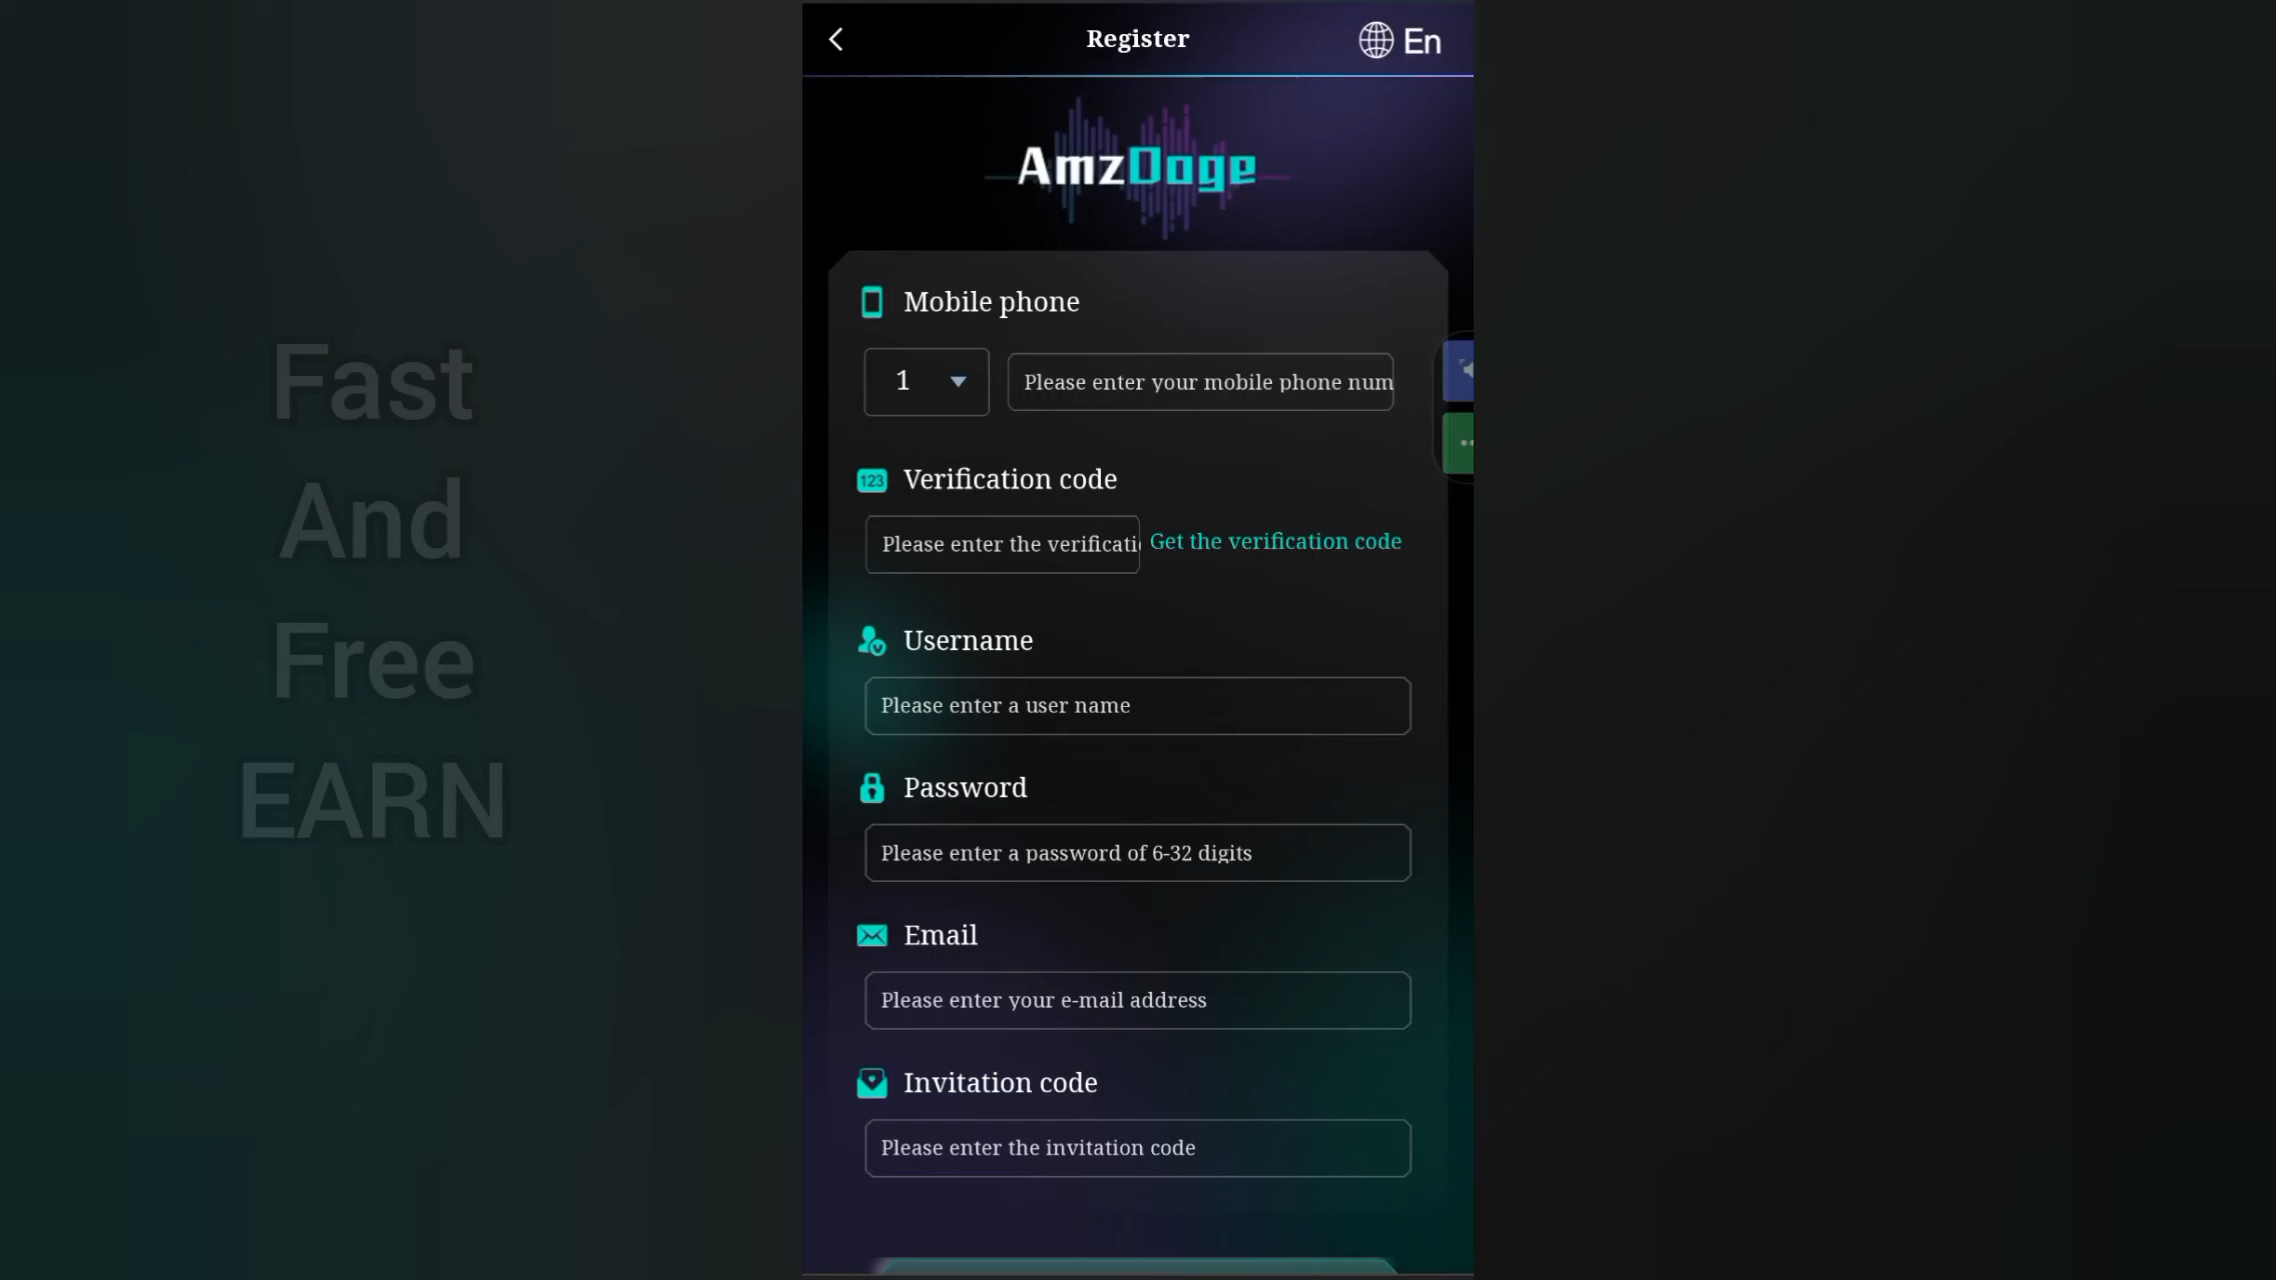 Register
En
AmzDoge
Mobile phone
1
Please enter your mobile phone num
Verification code
123
Please enter the verificati
Get the verification code
Username
Please enter a user name
Password
Please enter a password of 6-32 digits
Email
Please enter your e-mail address
Invitation code
Please enter the invitation code
Fast
And
Free
EARN